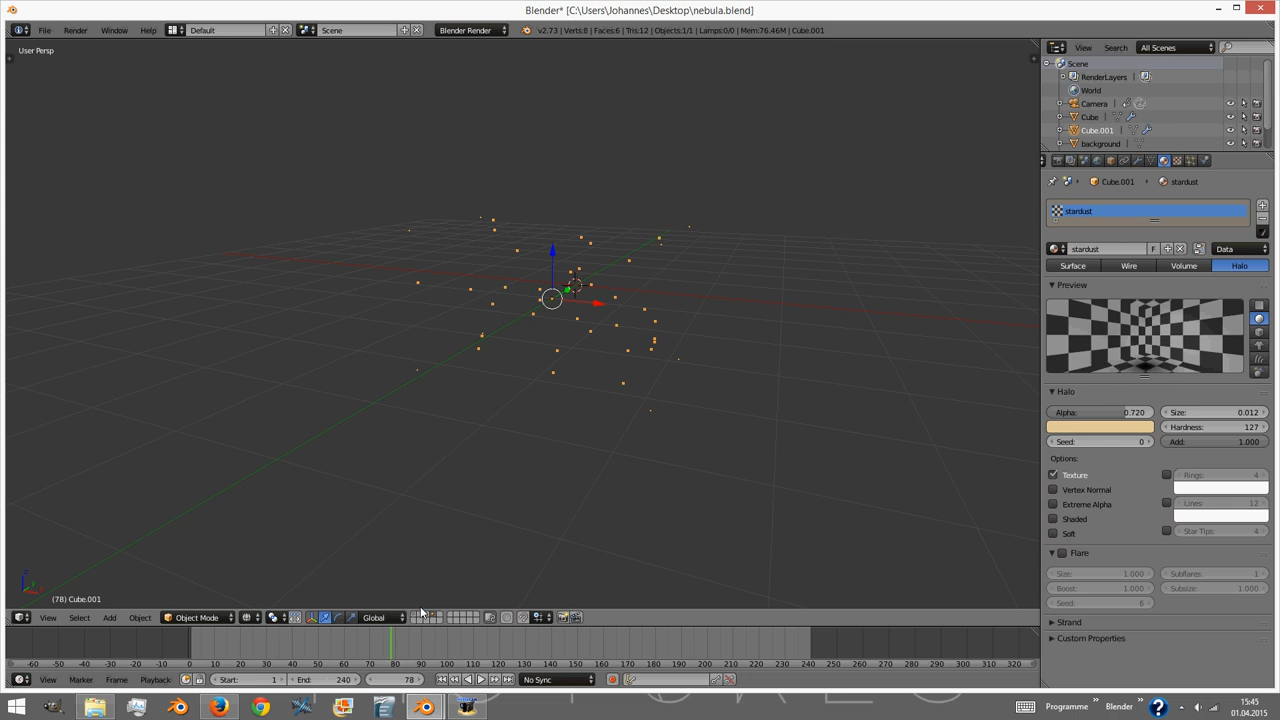 Blender* [C:\Users\Johannes\Desktop\nebula.blend]
File Render Window Help Default Scene Blender Render v2.73 | Verts:8 | Faces:6 | Tris:12 | Objects:1/1 | Lamps:0/0 | Mem:76.46M | Cube.001
User Persp
View Search All Scenes
Scene
RenderLayers
World
Camera
Cube
Cube.001
background
Cube.001 stardust
stardust
stardust F Data
Surface Wire Volume Halo
Preview
Halo
Alpha: 0.720 Size: 0.012
Hardness: 127
Seed: 0 Add: 1.000
Options:
Texture Rings: 4
Vertex Normal
Extreme Alpha Lines: 12
Shaded
Soft Star Tips: 4
Flare
Size: 1.000 Subflares: 1
Boost: 1.000 Subsize: 1.000
Seed: 6
Strand
Custom Properties
(78) Cube.001
View Select Add Object Object Mode Global
-60 -50 -40 -30 -20 -10 0 10 20 30 40 50 60 70 80 90 100 110 120 130 140 150 160 170 180 190 200 210 220 230 240 250 260 270 280 290 300 310 320
View Marker Frame Playback Start: 1 End: 240 78 No Sync
Programme Blender 15:45
01.04.2015